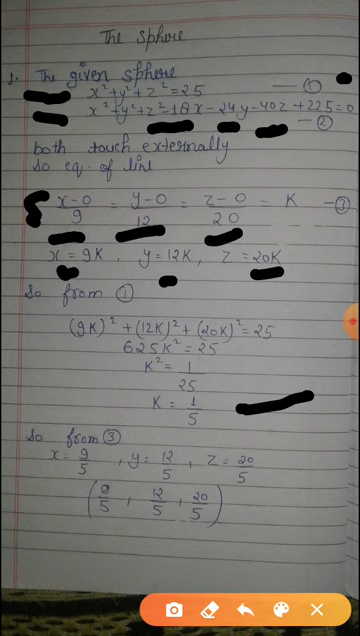 The sphere
1. The given sphere
x²+y²+z²=25 —①
x²+y²+z²-18x-24y-40z+225=0 —②
both touch externally
So eq. of line
x-0/9 = y-0/12 = z-0/20 = K —③
x=9K, y=12K, z=20K
So from ①
(9K)²+(12K)²+(20K)²=25
625K²=25
K²=1/25
K=1/5
So from ③
x=9/5, y=12/5, z=20/5
(9/5, 12/5, 20/5)